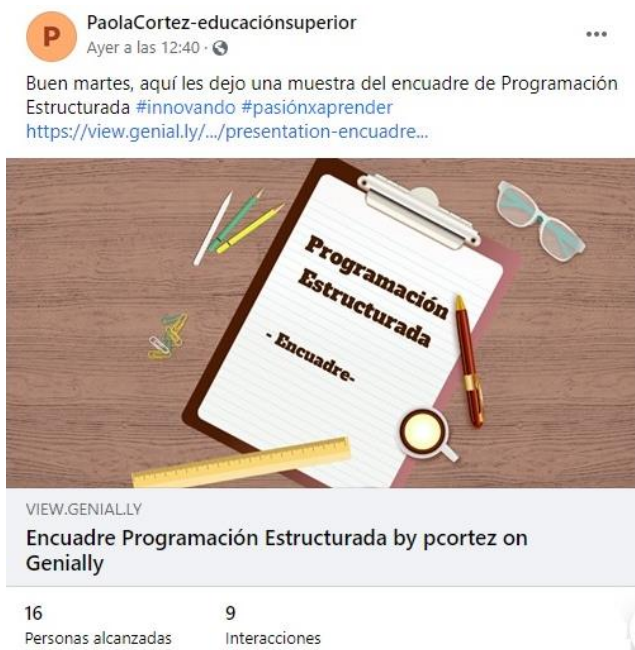 P
PaolaCortez-educaciónsuperior
Ayer a las 12:40 ·
Buen martes, aquí les dejo una muestra del encuadre de Programación
Estructurada #innovando #pasiónxaprender
https://view.genial.ly/.../presentation-encuadre...
Programación
Estructurada
- Encuadre-
VIEW.GENIAL.LY
Encuadre Programación Estructurada by pcortez on
Genially
16
Personas alcanzadas
9
Interacciones